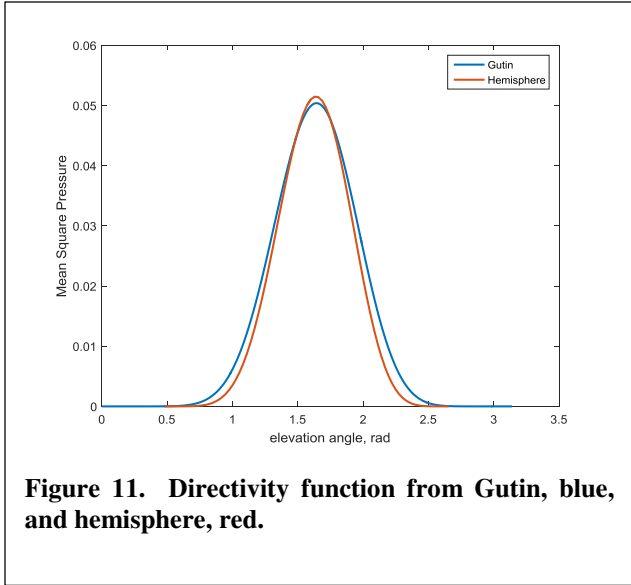 0.06
0.05
0.04
0.03
0.02
0.01
0
Mean Square Pressure
Gutin
Hemisphere
0 0.5 1 1.5 2 2.5 3 3.5
elevation angle, rad
Figure 11. Directivity function from Gutin, blue,
and hemisphere, red.